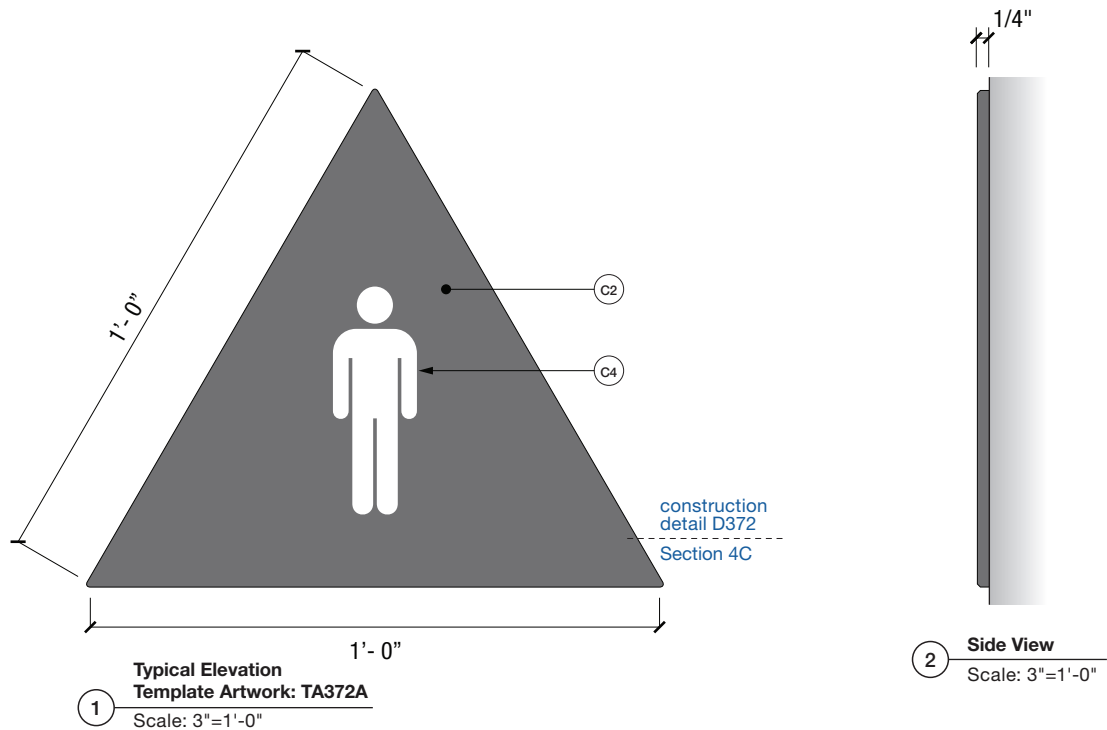 1/4"
1'- 0”
C2
C4
construction
detail D372
Section 4C
1'- 0”
Typical Elevation
Template Artwork: TA372A
1
Scale: 3"=1'-0"
Side View
2
Scale: 3"=1'-0"